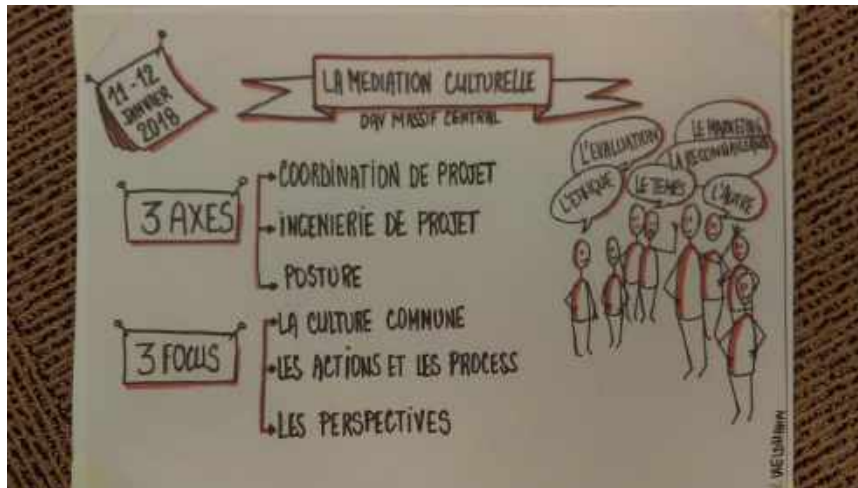 11-12
JANVIER
2018
LA MEDIATION CULTURELLE
DAV MASSIF CENTRAL
3 AXES
COORDINATION DE PROJET
INGENIERIE DE PROJET
POSTURE
3 FOCUS
LA CULTURE COMMUNE
LES ACTIONS ET LES PROCESS
LES PERSPECTIVES
L'EVALUATION
LE MARKETING
LA RECONNAISSANCE
L'ETHIQUE
LE TEMPS
L'AUTRE